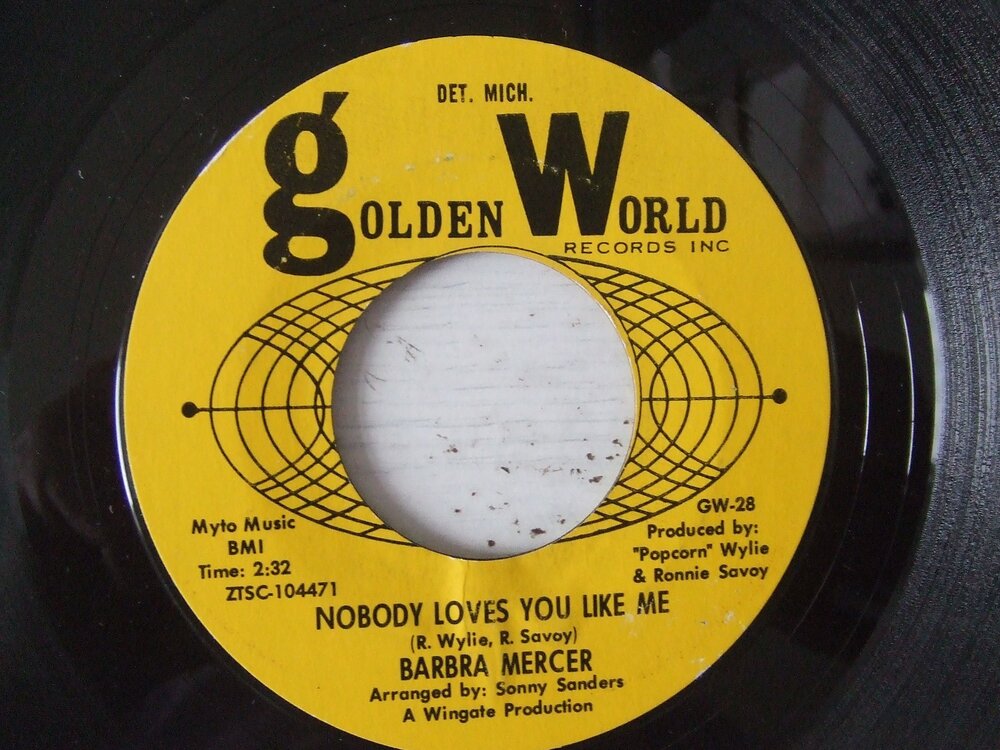 DET. MICH.
gOLDEN WORLD
RECORDS INC
Myto Music
BMI
Time: 2:32
ZTSC-104471
GW-28
Produced by:
"Popcorn" Wylie
& Ronnie Savoy
NOBODY LOVES YOU LIKE ME
(R. Wylie, R. Savoy)
BARBRA MERCER
Arranged by: Sonny Sanders
A Wingate Production